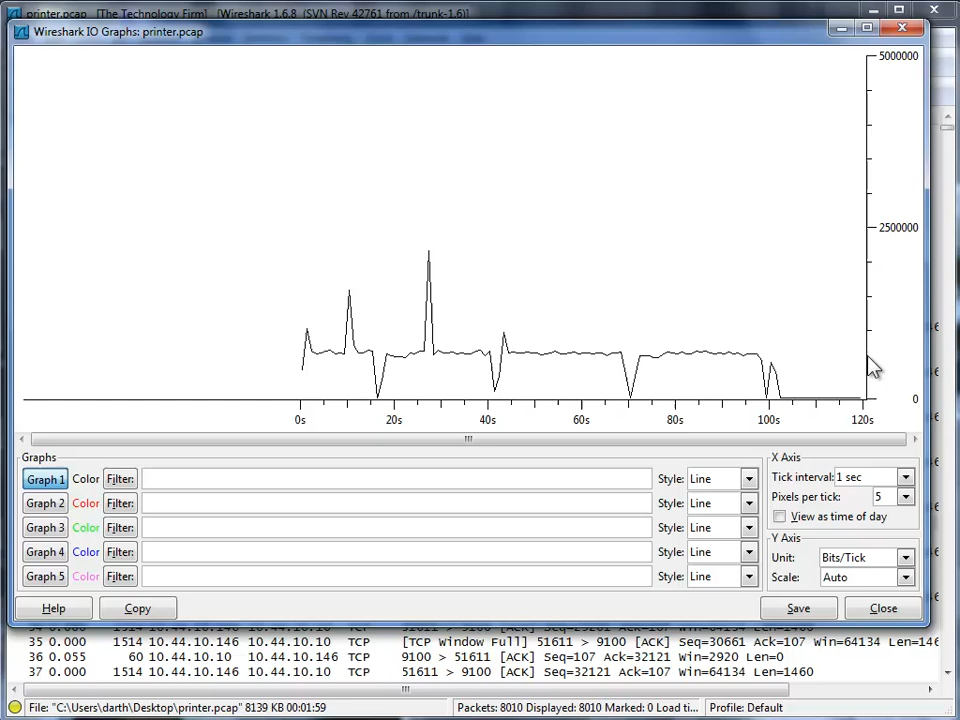 printer.pcap [The Technology Firm] [Wireshark 1.6.8 (SVN Rev 42761 from /trunk-1.6)]
Wireshark IO Graphs: printer.pcap
5000000
2500000
0
0s 20s 40s 60s 80s 100s 120s
Graphs
Graph 1 Color Filter: Style: Line
Graph 2 Color Filter: Style: Line
Graph 3 Color Filter: Style: Line
Graph 4 Color Filter: Style: Line
Graph 5 Color Filter: Style: Line
X Axis
Tick interval: 1 sec
Pixels per tick: 5
View as time of day
Y Axis
Unit: Bits/Tick
Scale: Auto
Help Copy Save Close
35 0.000 1514 10.44.10.146 10.44.10.10 TCP [TCP Window Full] 51611 > 9100 [ACK] Seq=30661 Ack=107 Win=64134 Len=146
36 0.055 60 10.44.10.10 10.44.10.146 TCP 9100 > 51611 [ACK] Seq=107 Ack=32121 Win=2920 Len=0
37 0.000 1514 10.44.10.146 10.44.10.10 TCP 51611 > 9100 [ACK] Seq=32121 Ack=107 Win=64134 Len=1460
File: "C:\Users\darth\Desktop\printer.pcap" 8139 KB 00:01:59 Packets: 8010 Displayed: 8010 Marked: 0 Load ti... Profile: Default